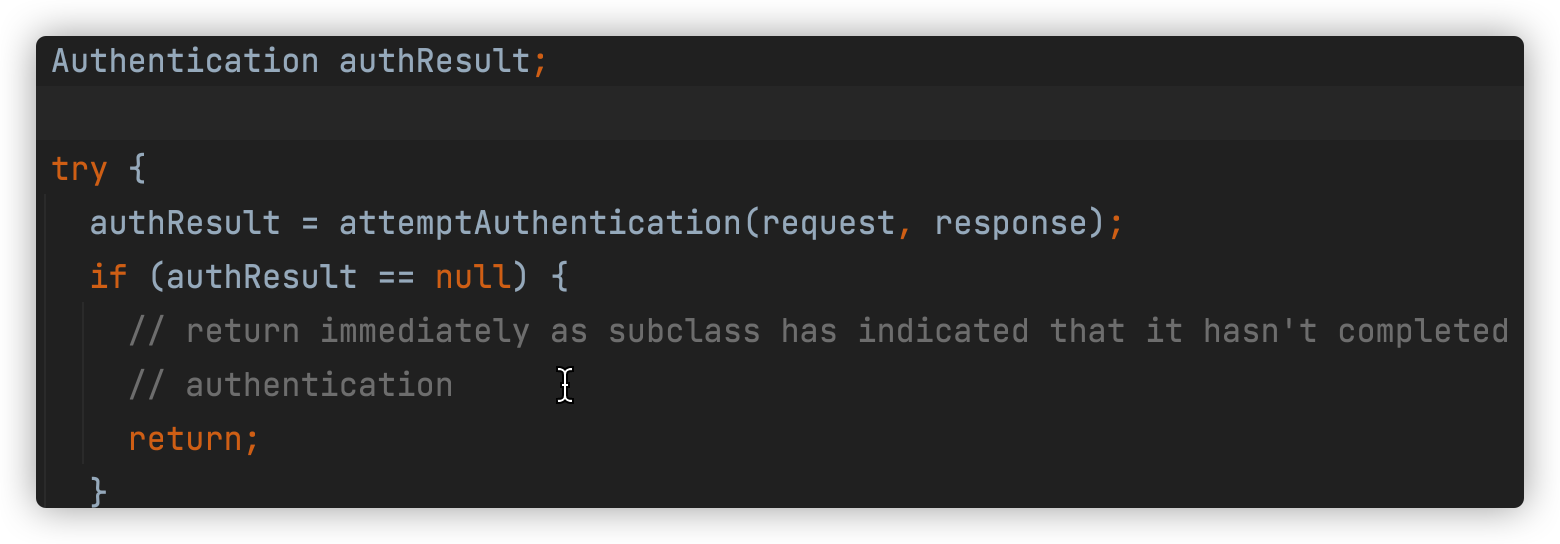 Authentication authResult;
try {
authResult = attemptAuthentication(request, response);
if (authResult == null) {
// return immediately as subclass has indicated that it hasn't completed
// authentication
return;
}